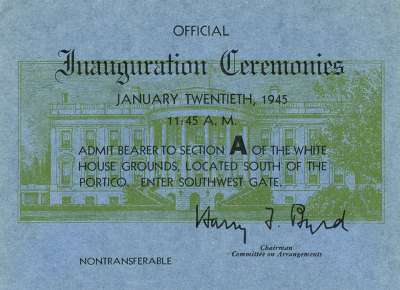 OFFICIAL
Inauguration Ceremonies
JANUARY TWENTIETH, 1945
11:45 A. M.
ADMIT BEARER TO SECTION A OF THE WHITE
HOUSE GROUNDS, LOCATED SOUTH OF THE
PORTICO. ENTER SOUTHWEST GATE.
Harry F. Byrd
Chairman
Committee on Arrangements
NONTRANSFERABLE